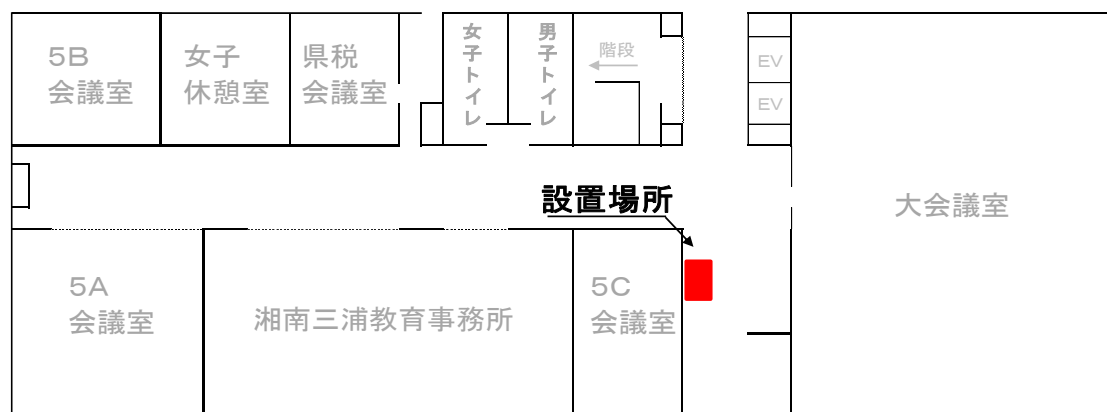 5B
会議室
女子
休憩室
県税
会議室
女子トイレ
男子トイレ
階段
EV
EV
設置場所
大会議室
5A
会議室
湘南三浦教育事務所
5C
会議室